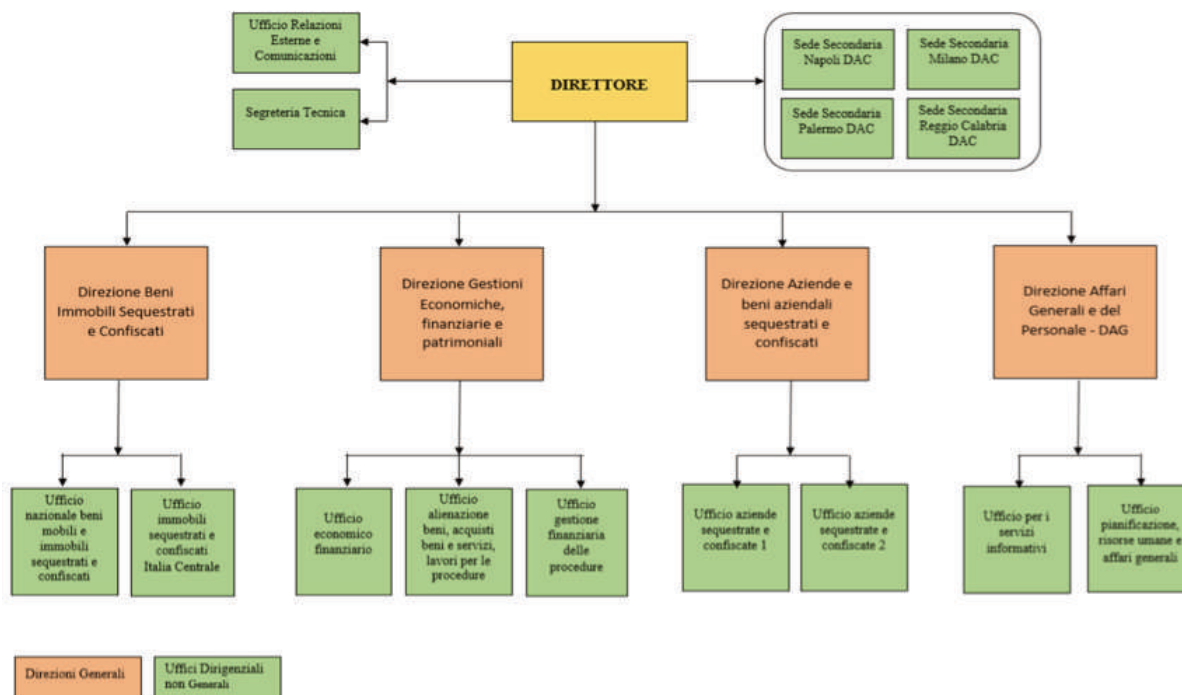 Ufficio Relazioni
Esterne e
Comunicazioni
Segreteria Tecnica
DIRETTORE
Sede Secondaria
Napoli DAC
Sede Secondaria
Milano DAC
Sede Secondaria
Palermo DAC
Sede Secondaria
Reggio Calabria
DAC
Direzione Beni
Immobili Sequestrati
e Confiscati
Direzione Gestioni
Economiche,
finanziarie e
patrimoniali
Direzione Aziende e
beni aziendali
sequestrati e
confiscati
Direzione Affari
Generali e del
Personale - DAG
Ufficio
nazionale beni
mobili e
immobili
sequestrati e
confiscati
Ufficio
immobili
sequestrati e
confiscati
Italia Centrale
Ufficio
economico
finanziario
Ufficio
alienazione
beni, acquisti
beni e servizi,
lavori per le
procedure
Ufficio
gestione
finanziaria
delle
procedure
Ufficio aziende
sequestrate e
confiscate 1
Ufficio aziende
sequestrate e
confiscate 2
Ufficio per i
servizi
informativi
Ufficio
pianificazione,
risorse umane e
affari generali
Direzioni Generali
Uffici Dirigenziali
non Generali